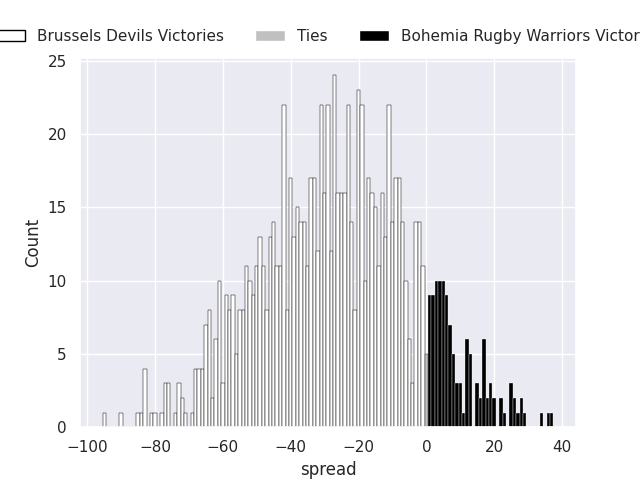 Brussels Devils Victories Ties Bohemia Rugby Warriors Victor
25
20
15
10
5
0
Count
−100 −80 −60 −40 −20 0 20 40
spread